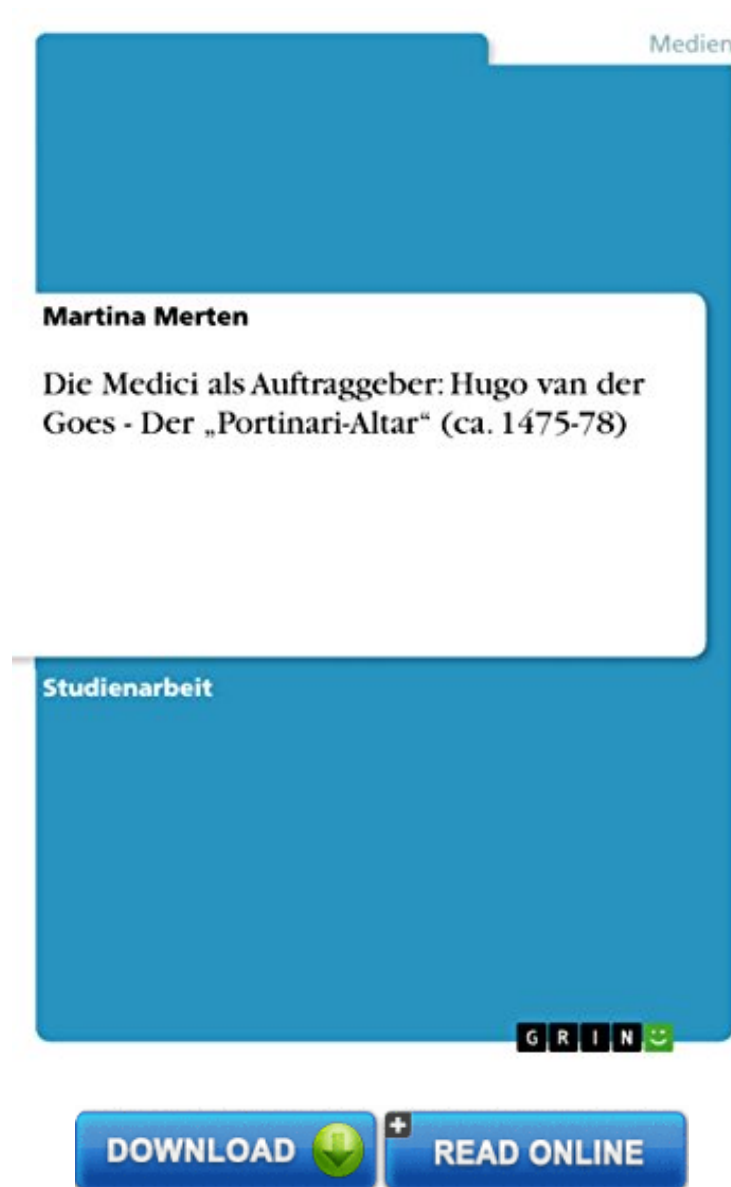 Medien
Martina Merten
Die Medici als Auftraggeber: Hugo van der
Goes - Der „Portinari-Altar“ (ca. 1475-78)
Studienarbeit
GRIN
DOWNLOAD
READ ONLINE